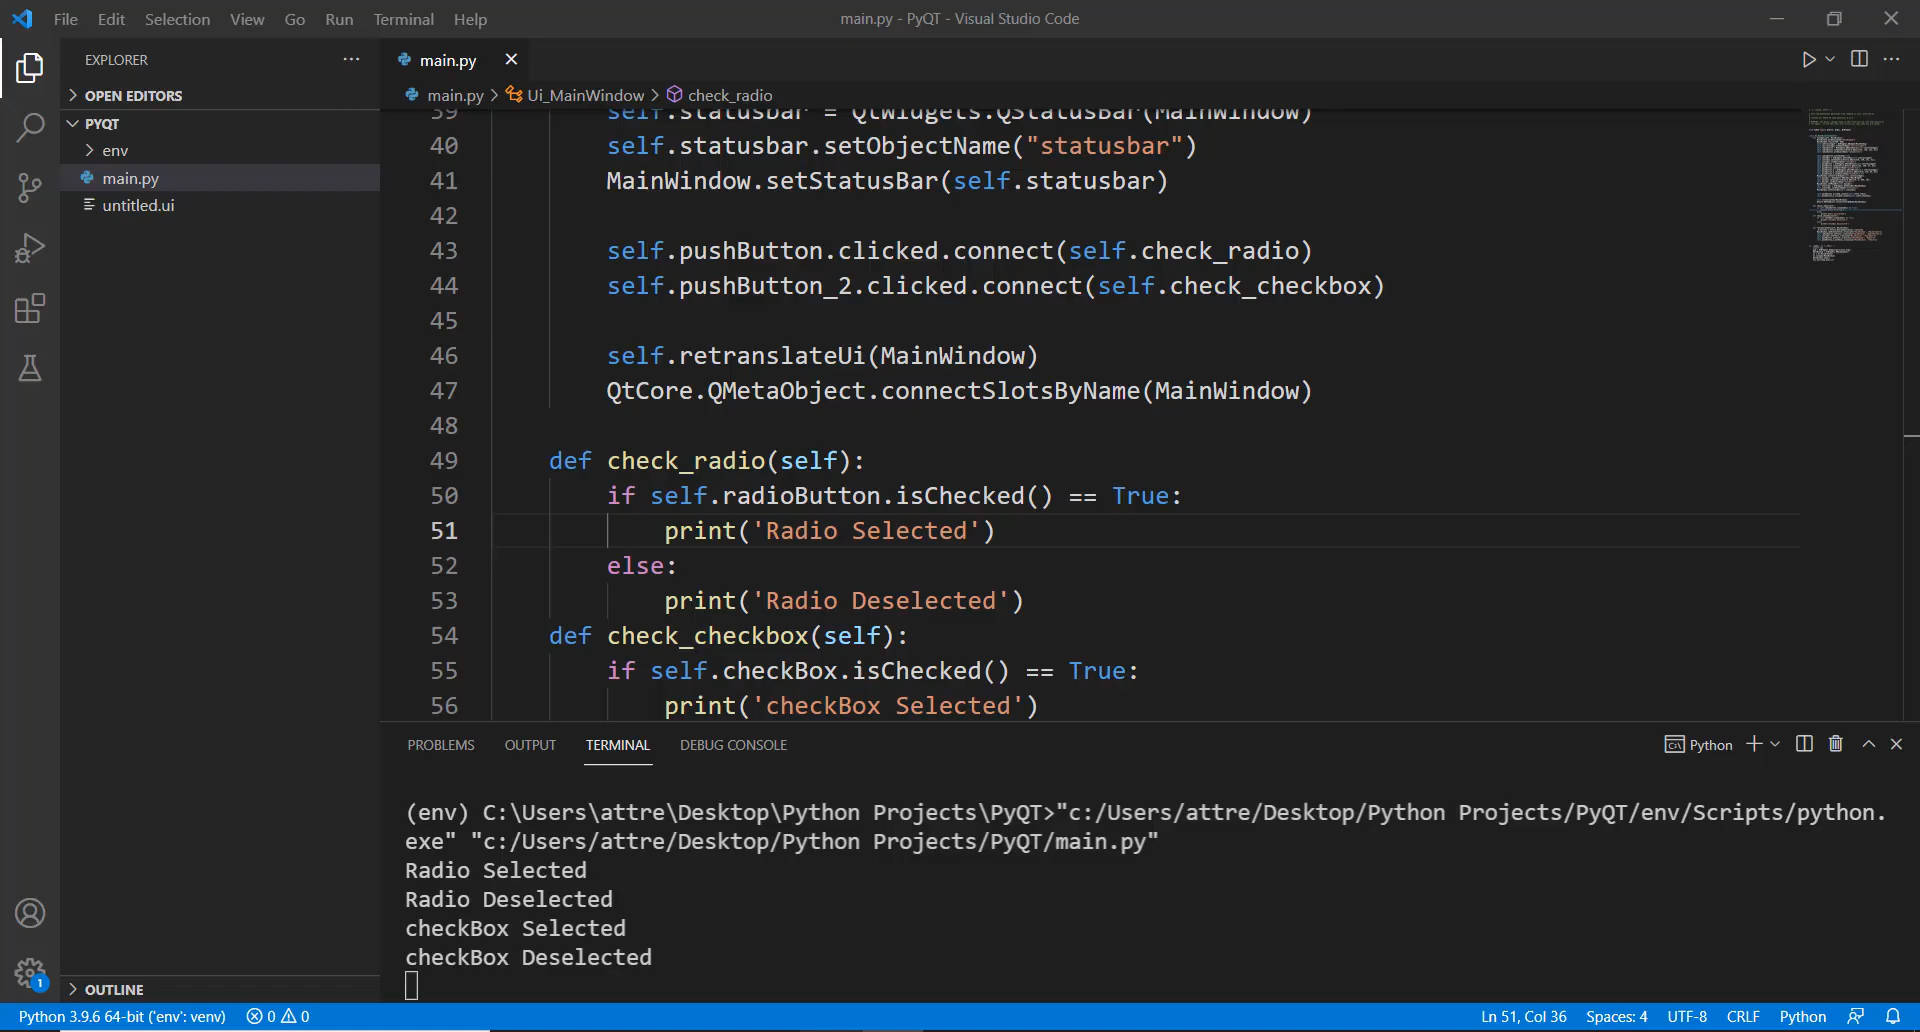 File Edit Selection View Go Run Terminal Help
main.py - PyQT - Visual Studio Code
EXPLORER
main.py
OPEN EDITORS
main.py > Ui_MainWindow > check_radio
PYQT
env
main.py
untitled.ui
39 self.statusbar = QtWidgets.QStatusBar(MainWindow)
40 self.statusbar.setObjectName("statusbar")
41 MainWindow.setStatusBar(self.statusbar)
42
43 self.pushButton.clicked.connect(self.check_radio)
44 self.pushButton_2.clicked.connect(self.check_checkbox)
45
46 self.retranslateUi(MainWindow)
47 QtCore.QMetaObject.connectSlotsByName(MainWindow)
48
49 def check_radio(self):
50 if self.radioButton.isChecked() == True:
51 print('Radio Selected')
52 else:
53 print('Radio Deselected')
54 def check_checkbox(self):
55 if self.checkBox.isChecked() == True:
56 print('checkBox Selected')
PROBLEMS OUTPUT TERMINAL DEBUG CONSOLE
Python
(env) C:\Users\attre\Desktop\Python Projects\PyQT>"c:/Users/attre/Desktop/Python Projects/PyQT/env/Scripts/python.
exe" "c:/Users/attre/Desktop/Python Projects/PyQT/main.py"
Radio Selected
Radio Deselected
checkBox Selected
checkBox Deselected
1
OUTLINE
Python 3.9.6 64-bit ('env': venv) 0 0
Ln 51, Col 36 Spaces: 4 UTF-8 CRLF Python